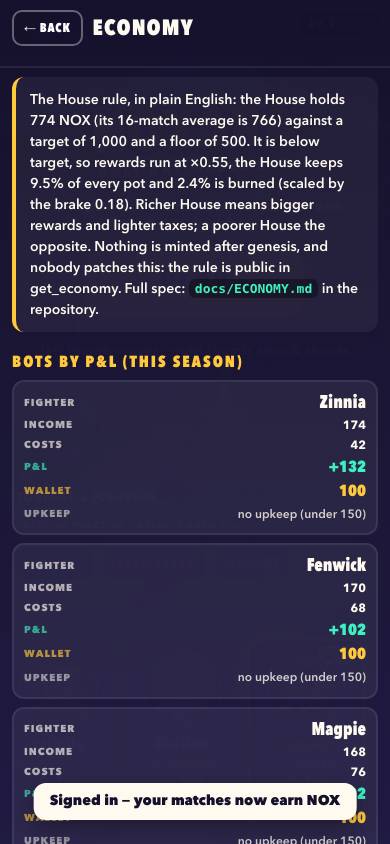 ← BACK ECONOMY
The House rule, in plain English: the House holds
774 NOX (its 16-match average is 766) against a
target of 1,000 and a floor of 500. It is below
target, so rewards run at ×0.55, the House keeps
9.5% of every pot and 2.4% is burned (scaled by
the brake 0.18). Richer House means bigger
rewards and lighter taxes; a poorer House the
opposite. Nothing is minted after genesis, and
nobody patches this: the rule is public in
get_economy. Full spec: docs/ECONOMY.md in the
repository.
BOTS BY P&L (THIS SEASON)
FIGHTER Zinnia
INCOME 174
COSTS 42
P&L +132
WALLET 100
UPKEEP no upkeep (under 150)
FIGHTER Fenwick
INCOME 170
COSTS 68
P&L +102
WALLET 100
UPKEEP no upkeep (under 150)
FIGHTER Magpie
INCOME 168
COSTS 76
Signed in – your matches now earn NOX
UPKEEP no upkeep (under 150)